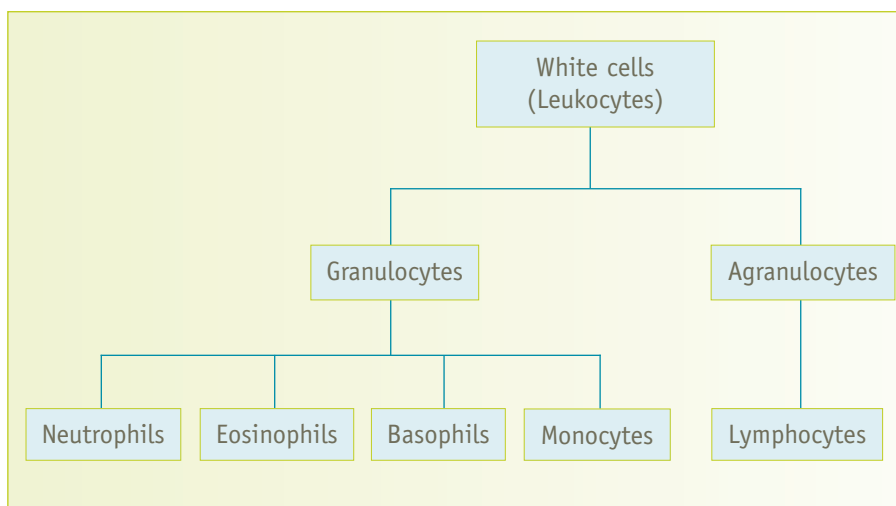 White cells
(Leukocytes)
Granulocytes
Agranulocytes
Neutrophils
Eosinophils
Basophils
Monocytes
Lymphocytes